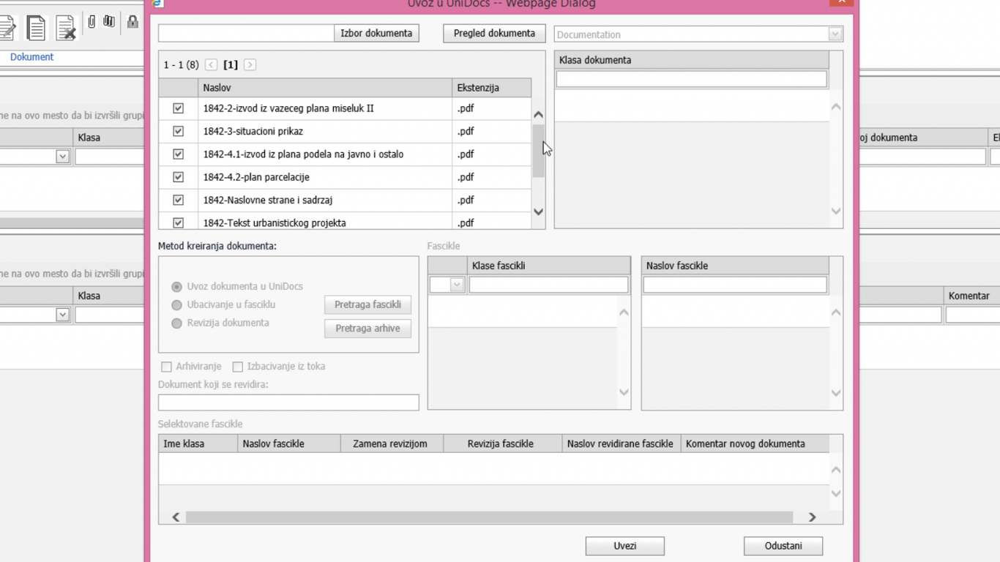 Uvoz u UniDocs -- Webpage Dialog
Izbor dokumenta
Pregled dokumenta
Documentation
Dokument
1 - 1 (8) < [1] >
Klasa dokumenta
Naslov Ekstenzija
1842-2-izvod iz vazeceg plana miseluk II .pdf
1842-3-situacioni prikaz .pdf
1842-4.1-izvod iz plana podela na javno i ostalo .pdf
1842-4.2-plan parcelacije .pdf
1842-Naslovne strane i sadrzaj .pdf
1842-Tekst urbanistickog projekta .pdf
ne na ovo mesto da bi izvršili grupi
Klasa
oj dokumenta
Metod kreiranja dokumenta:
Uvoz dokumenta u UniDocs
Ubacivanje u fasciklu
Revizija dokumenta
Pretraga fascikli
Pretraga arhive
Fascikle
Klase fascikli
Naslov fascikle
ne na ovo mesto da bi izvršili grupi
Klasa
Komentar
Arhiviranje
Izbacivanje iz toka
Dokument koji se revidira:
Selektovane fascikle
Ime klasa Naslov fascikle Zamena revizijom Revizija fascikle Naslov revidirane fascikle Komentar novog dokumenta
Uvezi
Odustani